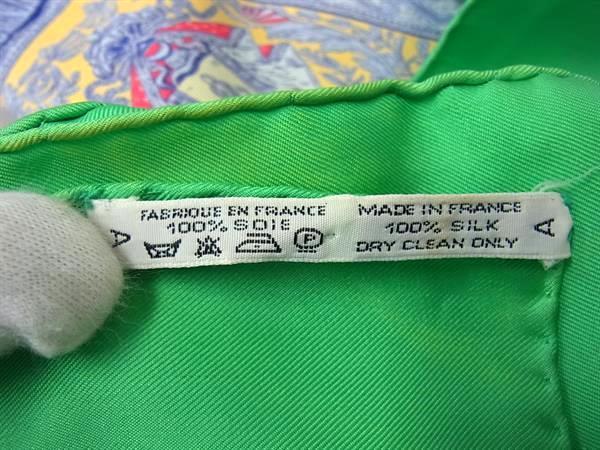 A
FABRIQUE EN FRANCE
100% SOIE
P
MADE IN FRANCE
100% SILK
DRY CLEAN ONLY
A